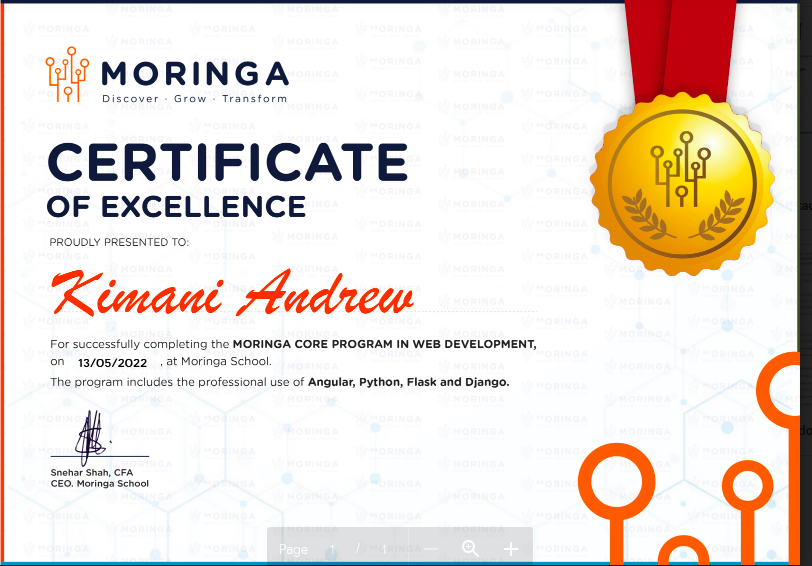 MORINGA
Discover · Grow · Transform
CERTIFICATE
OF EXCELLENCE
PROUDLY PRESENTED TO:
Kimani Andrew
For successfully completing the MORINGA CORE PROGRAM IN WEB DEVELOPMENT,
on 13/05/2022 , at Moringa School.
The program includes the professional use of Angular, Python, Flask and Django.
Snehar Shah, CFA
CEO. Moringa School
Page 1 / 1